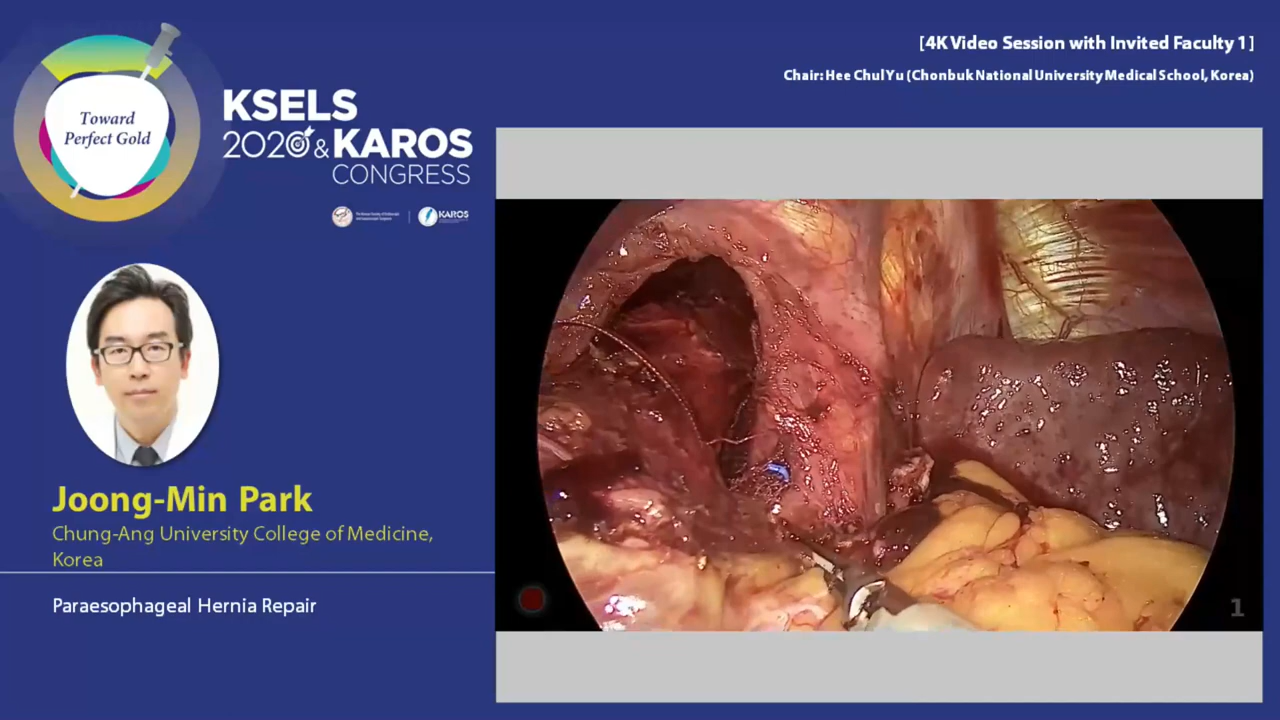 [4K Video Session with Invited Faculty 1]
Chair: Hee Chul Yu (Chonbuk National University Medical School, Korea)
Toward
Perfect Gold
KSELS
2020 & KAROS
CONGRESS
KAROS
Joong-Min Park
Chung-Ang University College of Medicine,
Korea
Paraesophageal Hernia Repair
1